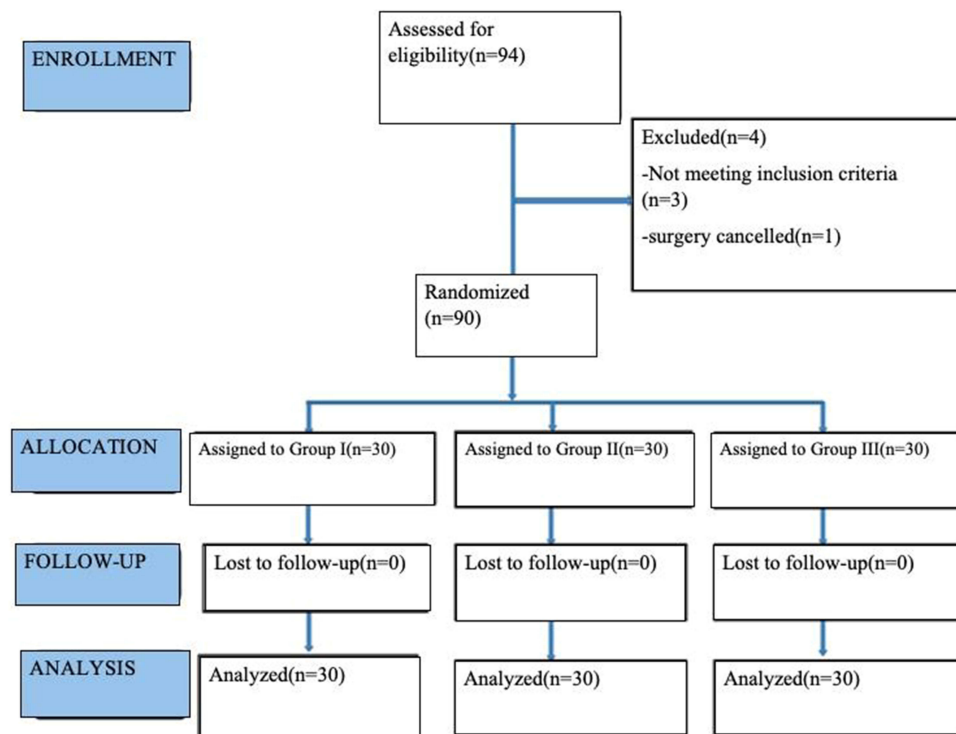 ENROLLMENT
Assessed for
eligibility(n=94)
Excluded(n=4)
-Not meeting inclusion criteria
(n=3)
-surgery cancelled(n=1)
Randomized
(n=90)
ALLOCATION
Assigned to Group I(n=30)
Assigned to Group II(n=30)
Assigned to Group III(n=30)
FOLLOW-UP
Lost to follow-up(n=0)
Lost to follow-up(n=0)
Lost to follow-up(n=0)
ANALYSIS
Analyzed(n=30)
Analyzed(n=30)
Analyzed(n=30)